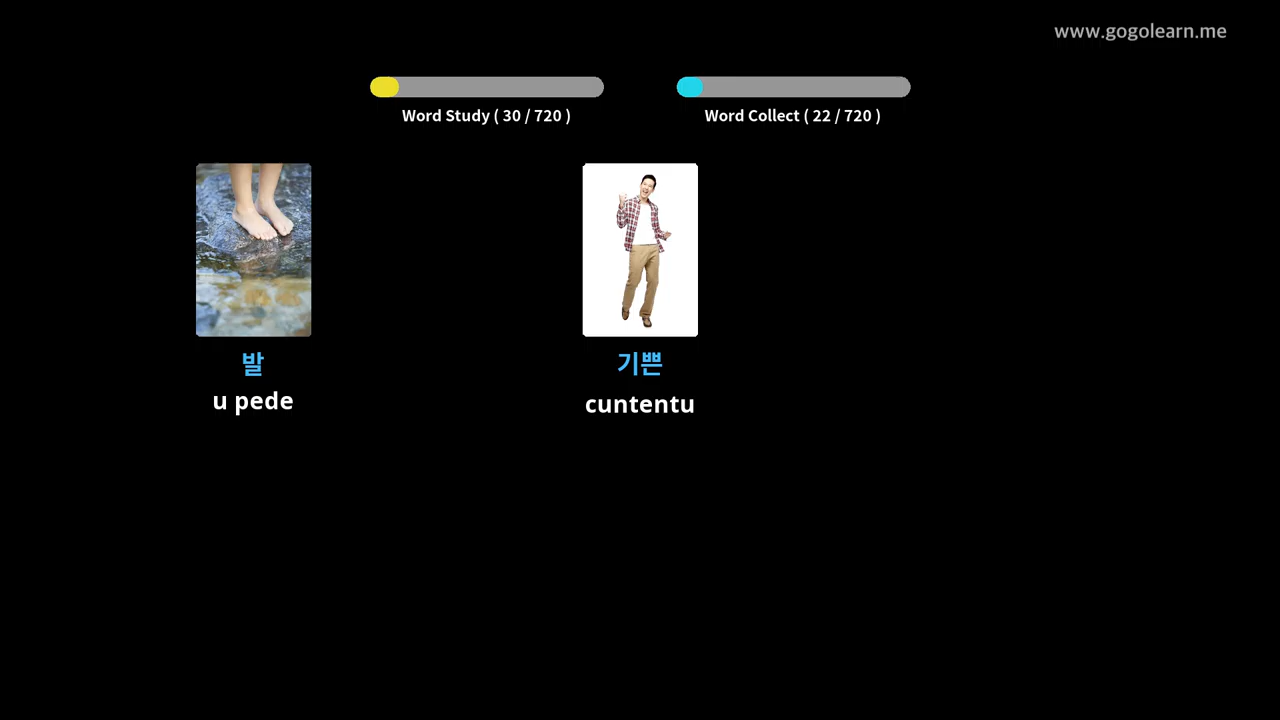 www.gogolearn.me
Word Study ( 30 / 720 )
Word Collect ( 22 / 720 )
발
u pede
기쁜
cuntentu